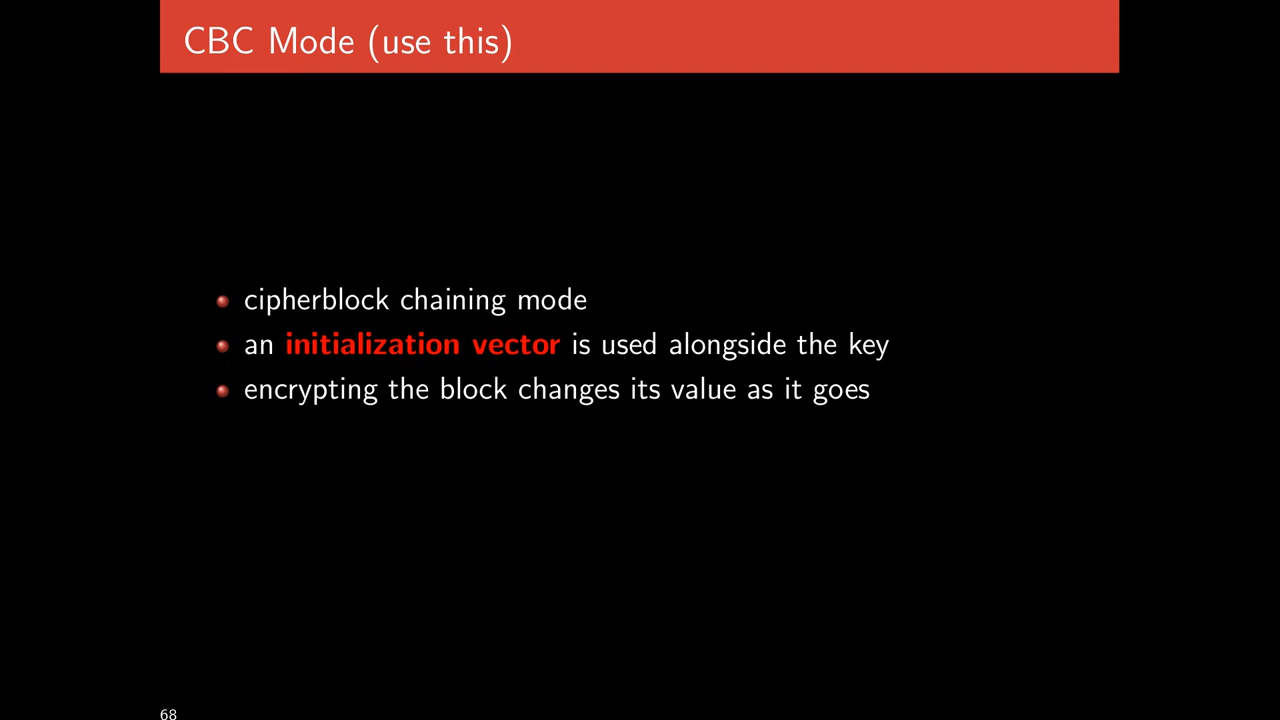 CBC Mode (use this)
cipherblock chaining mode
an initialization vector is used alongside the key
encrypting the block changes its value as it goes
68